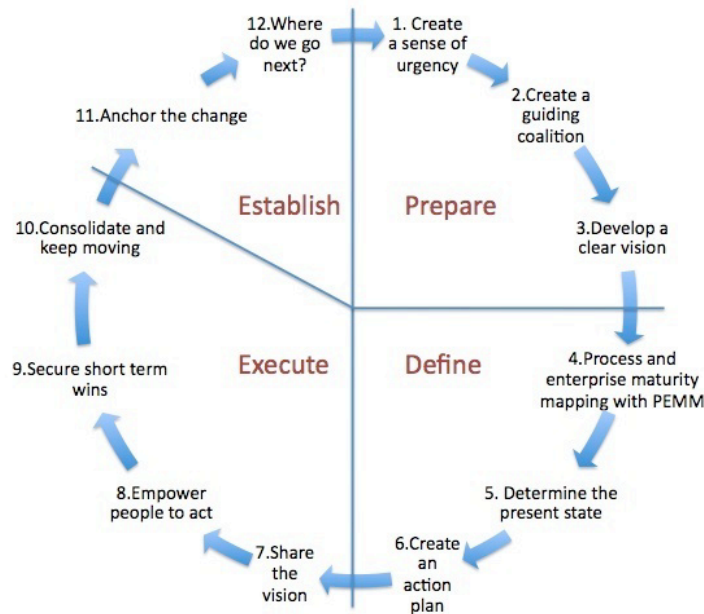 12.Where
do we go
next?
1. Create
a sense of
urgency
2.Create a
guiding
coalition
3.Develop a
clear vision
4.Process and
enterprise maturity
mapping with PEMM
5. Determine the
present state
6.Create
an
action
plan
7.Share
the
vision
8.Empower
people to act
9.Secure short term
wins
10.Consolidate and
keep moving
11.Anchor the change
Establish
Prepare
Execute
Define